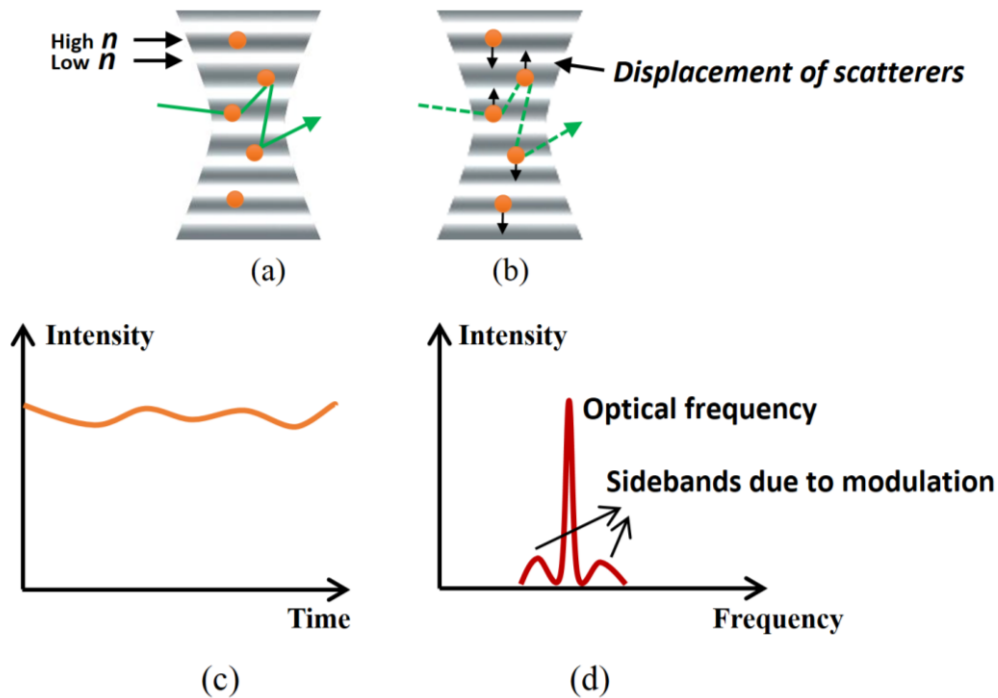 High n
Low n
Displacement of scatterers
(a)
(b)
Intensity
Time
(c)
Intensity
Optical frequency
Sidebands due to modulation
Frequency
(d)